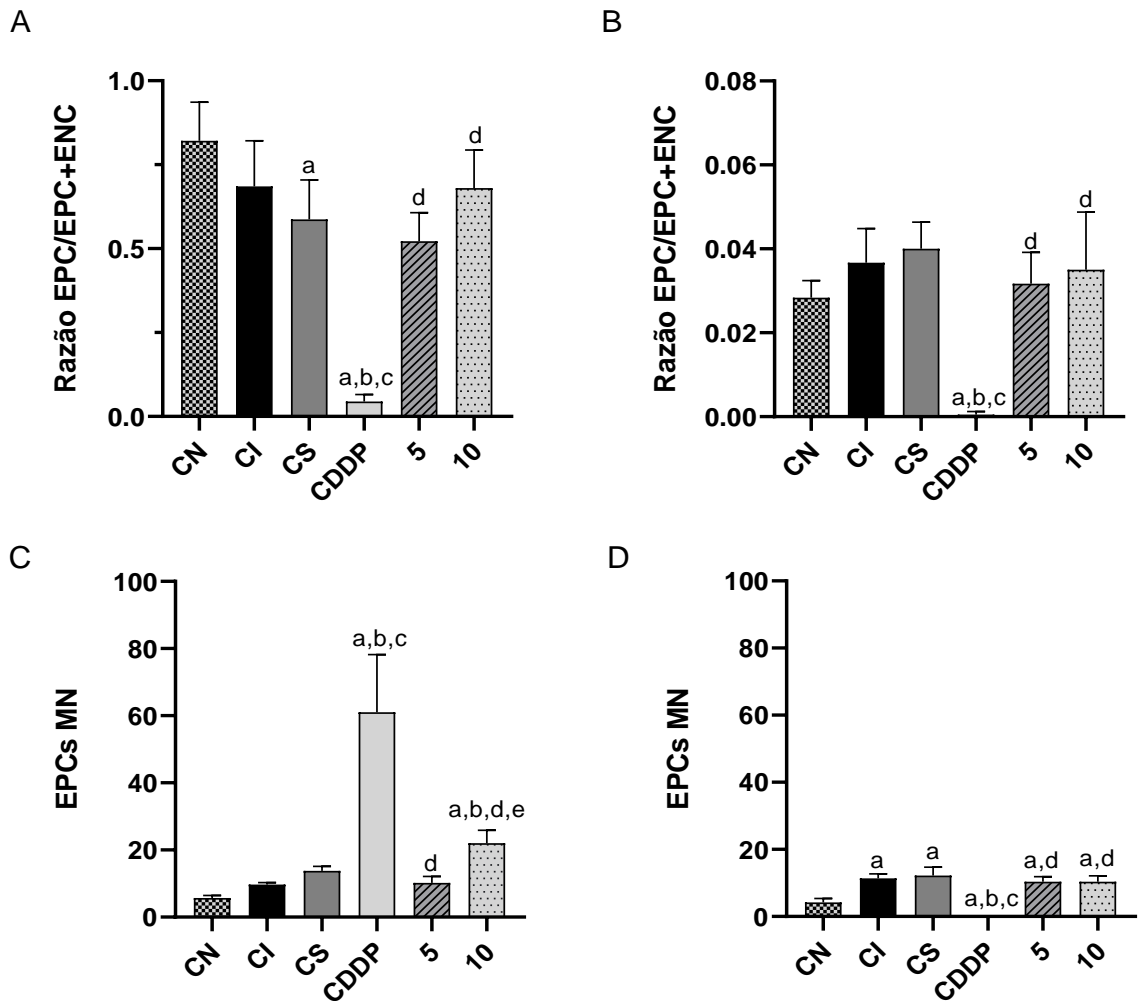 A
Razão EPC/EPC+ENC
1.0
0.5
0.0
a
a,b,c
d
d
CN
CI
CS
CDDP
5
10
B
Razão EPC/EPC+ENC
0.08
0.06
0.04
0.02
0.00
a,b,c
d
d
CN
CI
CS
CDDP
5
10
C
EPCs MN
100
80
60
40
20
0
a,b,c
d
a,b,d,e
CN
CI
CS
CDDP
5
10
D
EPCs MN
100
80
60
40
20
0
a
a
a,b,c
a,d
a,d
CN
CI
CS
CDDP
5
10